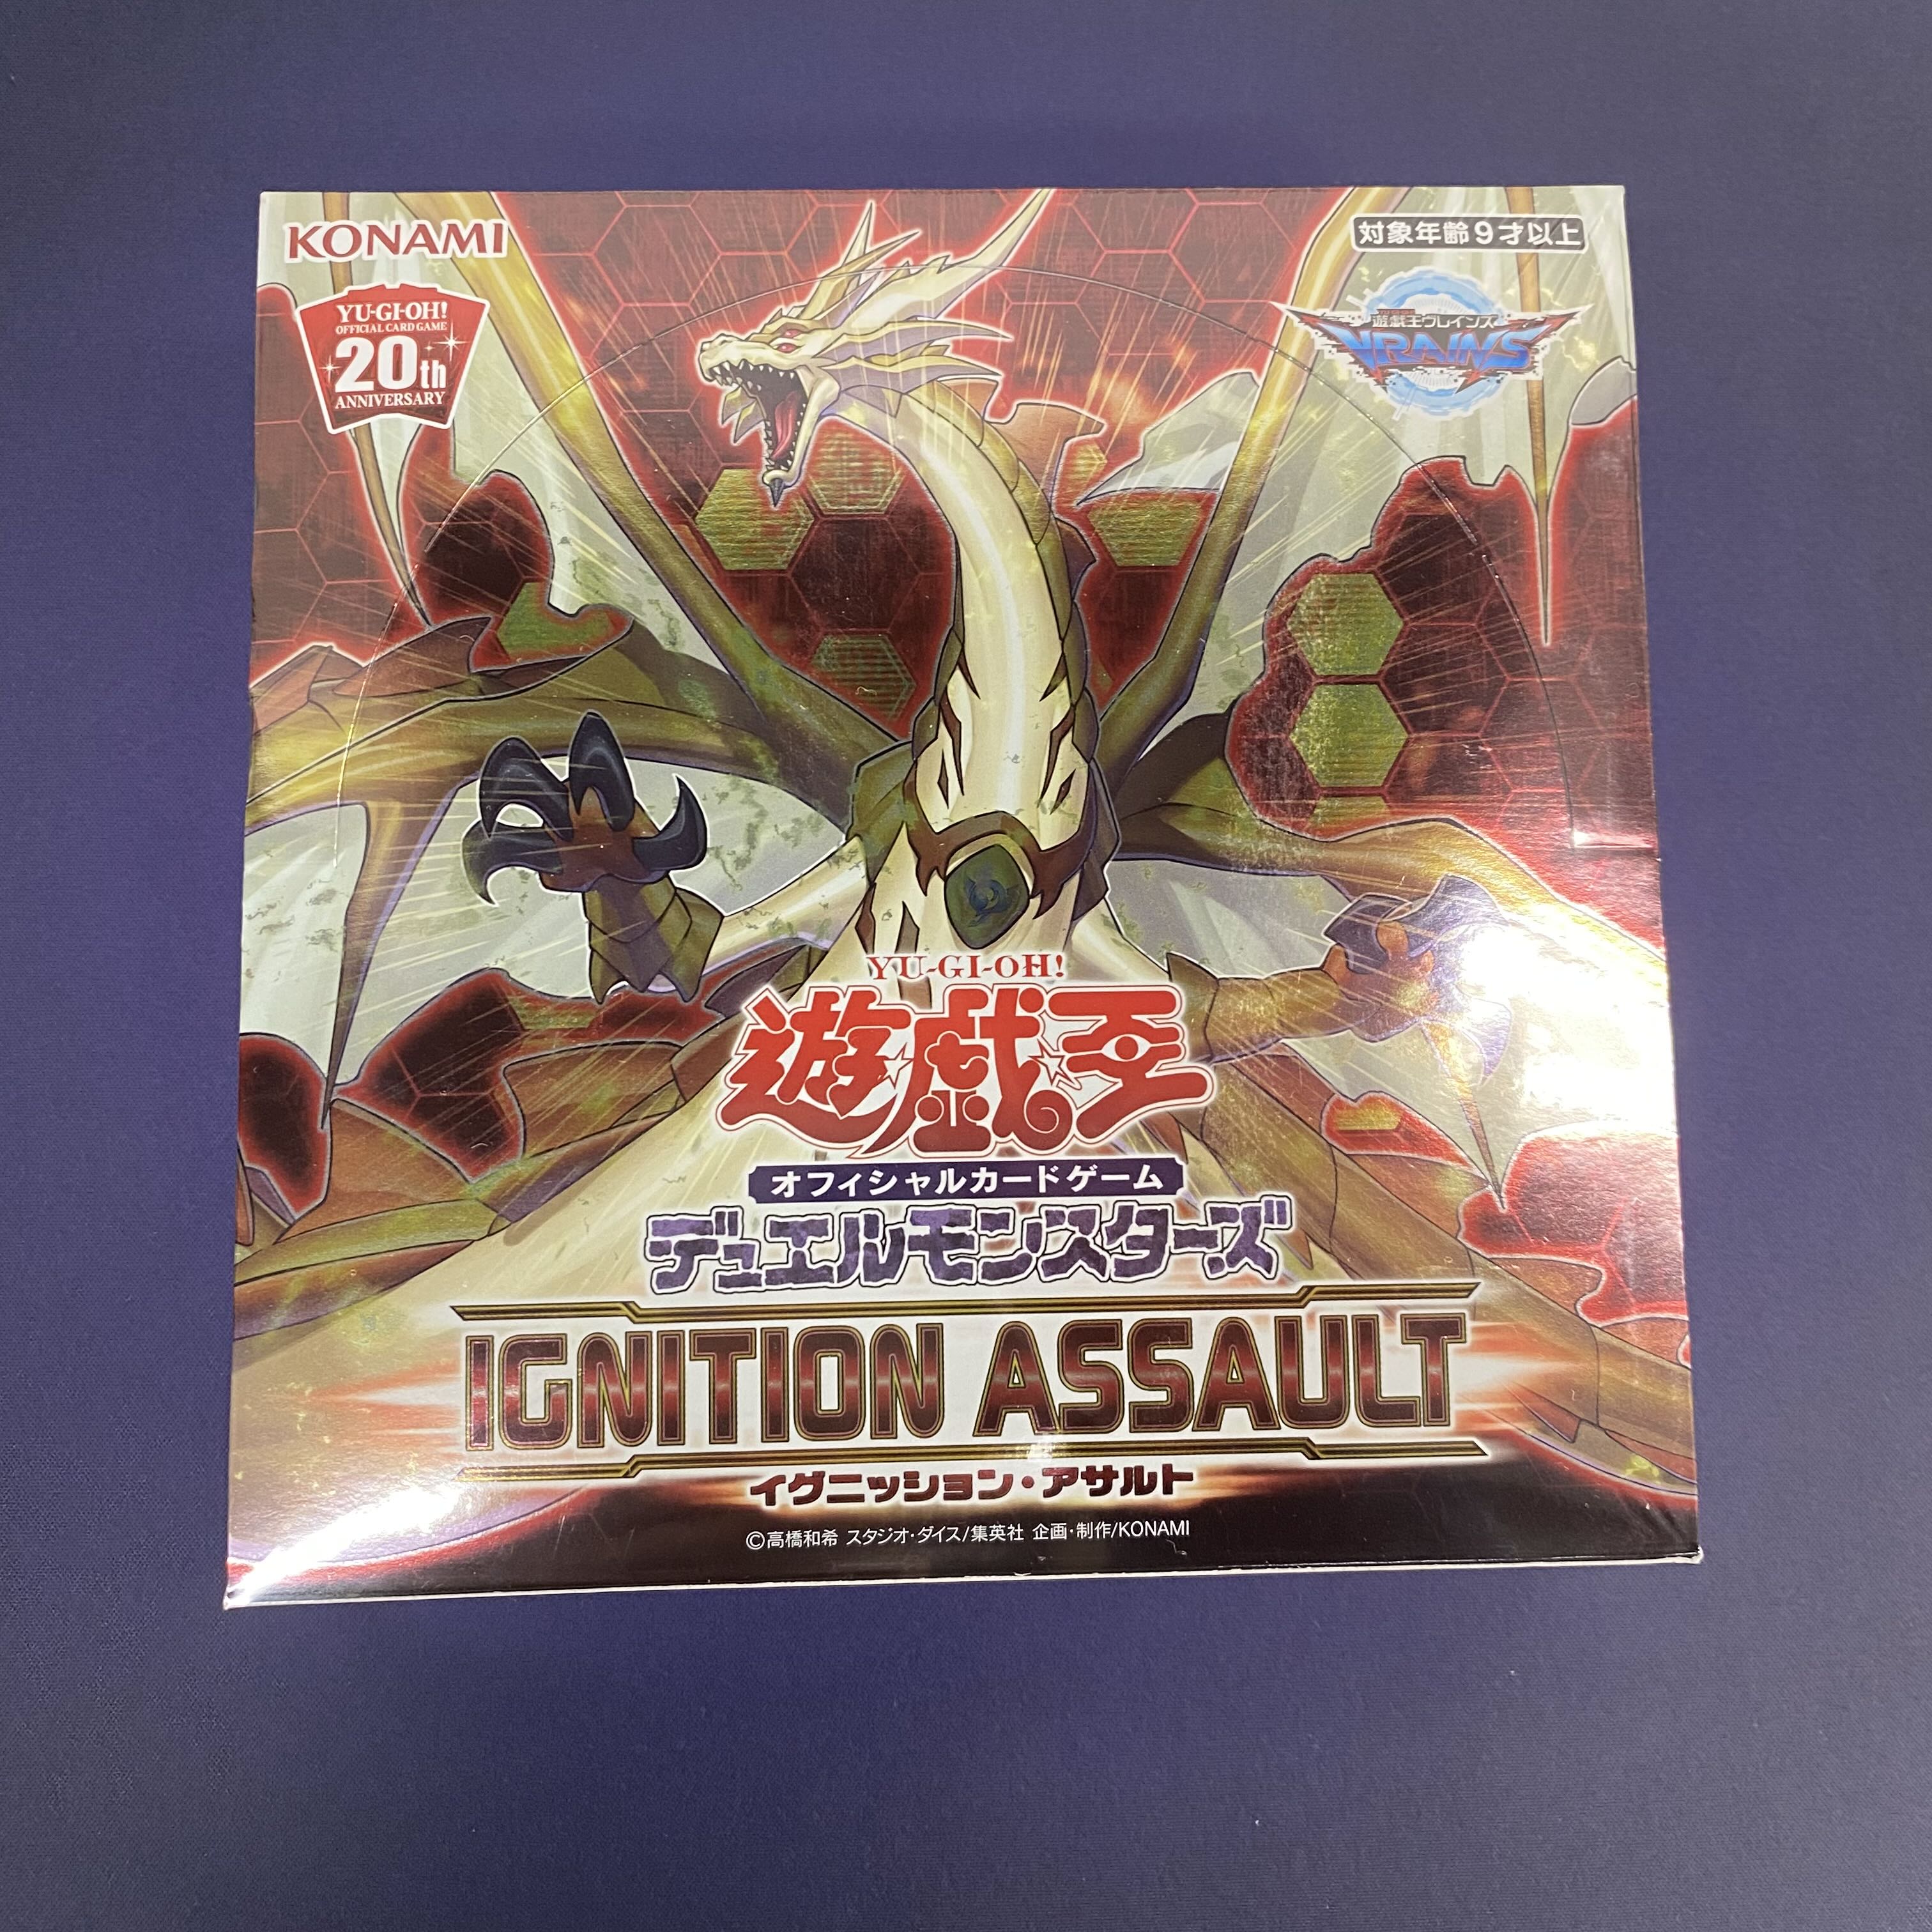 KONAMI
対象年齢9才以上
YU-GI-OH!
OFFICIAL CARD GAME
20th
ANNIVERSARY
遊戯王ヴレインズ
VRAINS
YU-GI-OH!
遊戯王
オフィシャルカードゲーム
デュエルモンスターズ
IGNITION ASSAULT
イグニッション・アサルト
©高橋和希 スタジオ・ダイス/集英社 企画・制作/KONAMI